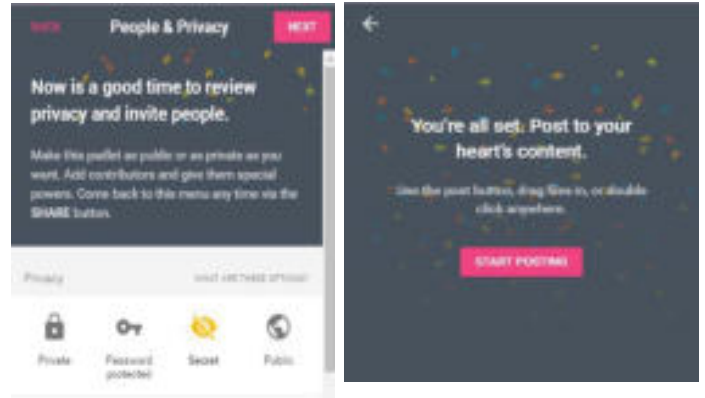 BACK
People & Privacy
NEXT
Now is a good time to review
privacy and invite people.
Make this padlet as public or as private as you
want. Add contributors and give them special
powers. Come back to this menu any time via the
SHARE button.
Privacy
WHAT ARE THESE OPTIONS?
Private
Password
protected
Secret
Public
You're all set. Post to your
heart's content.
Use the post button, drag files in, or double
click anywhere.
START POSTING